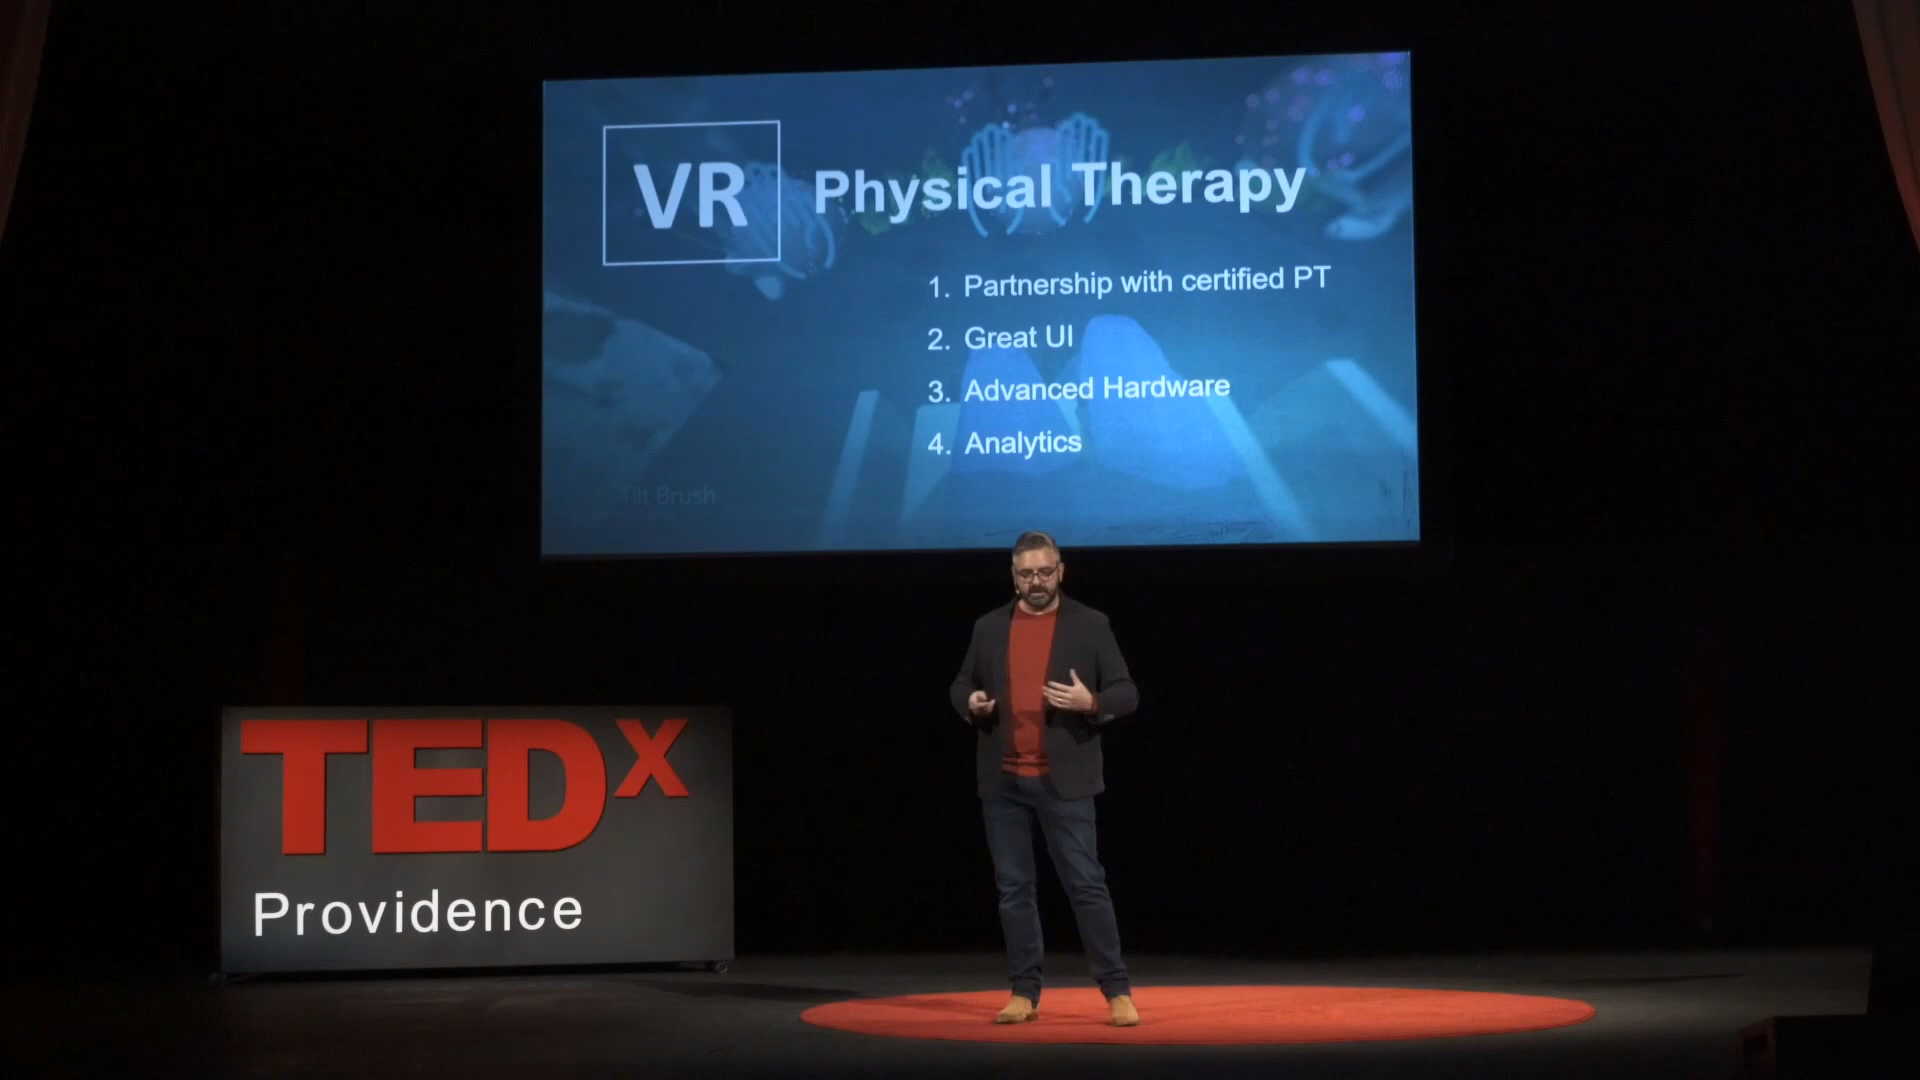 VR Physical Therapy
1. Partnership with certified PT
2. Great UI
3. Advanced Hardware
4. Analytics
Tilt Brush
TEDx
Providence